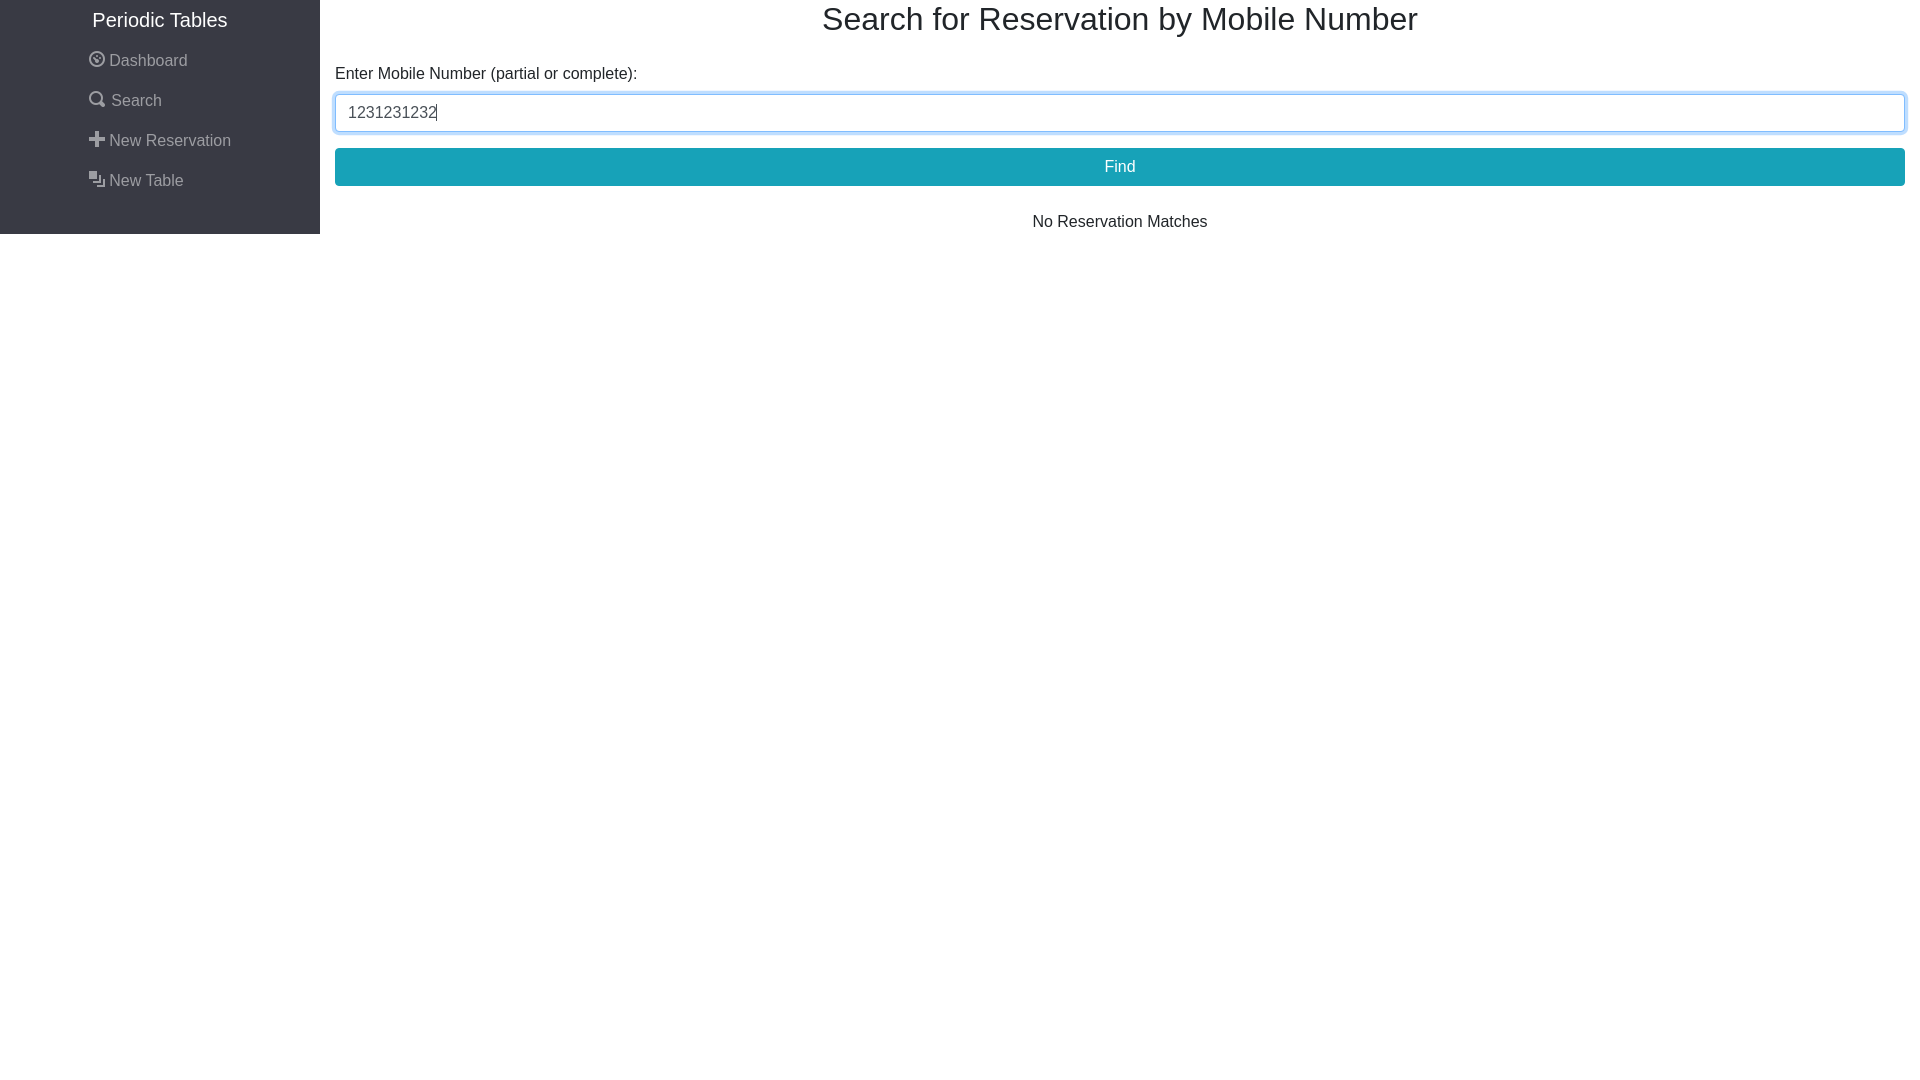 Periodic Tables
Dashboard
Search
New Reservation
New Table
Search for Reservation by Mobile Number
Enter Mobile Number (partial or complete):
1231231232
Find
No Reservation Matches